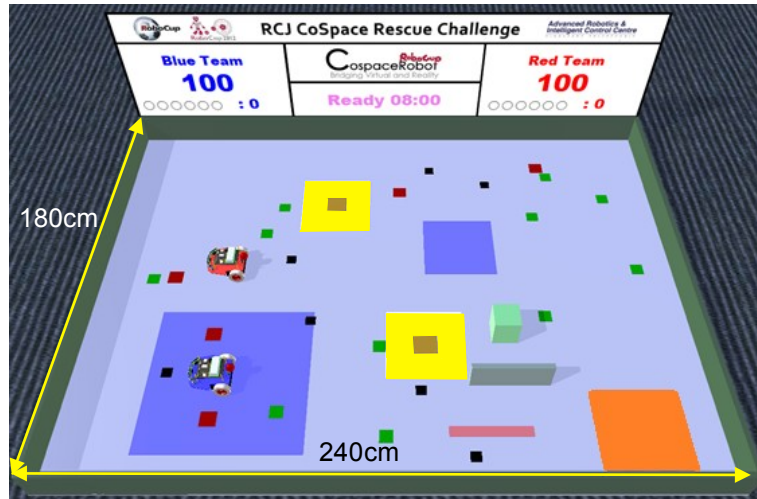 RoboCup
RCJ CoSpace Rescue Challenge
Advanced Robotics &
Intelligent Control Centre
Blue Team
100
: 0
RoboCup
CospaceRobot
Bridging Virtual and Reality
Ready 08:00
Red Team
100
: 0
180cm
240cm